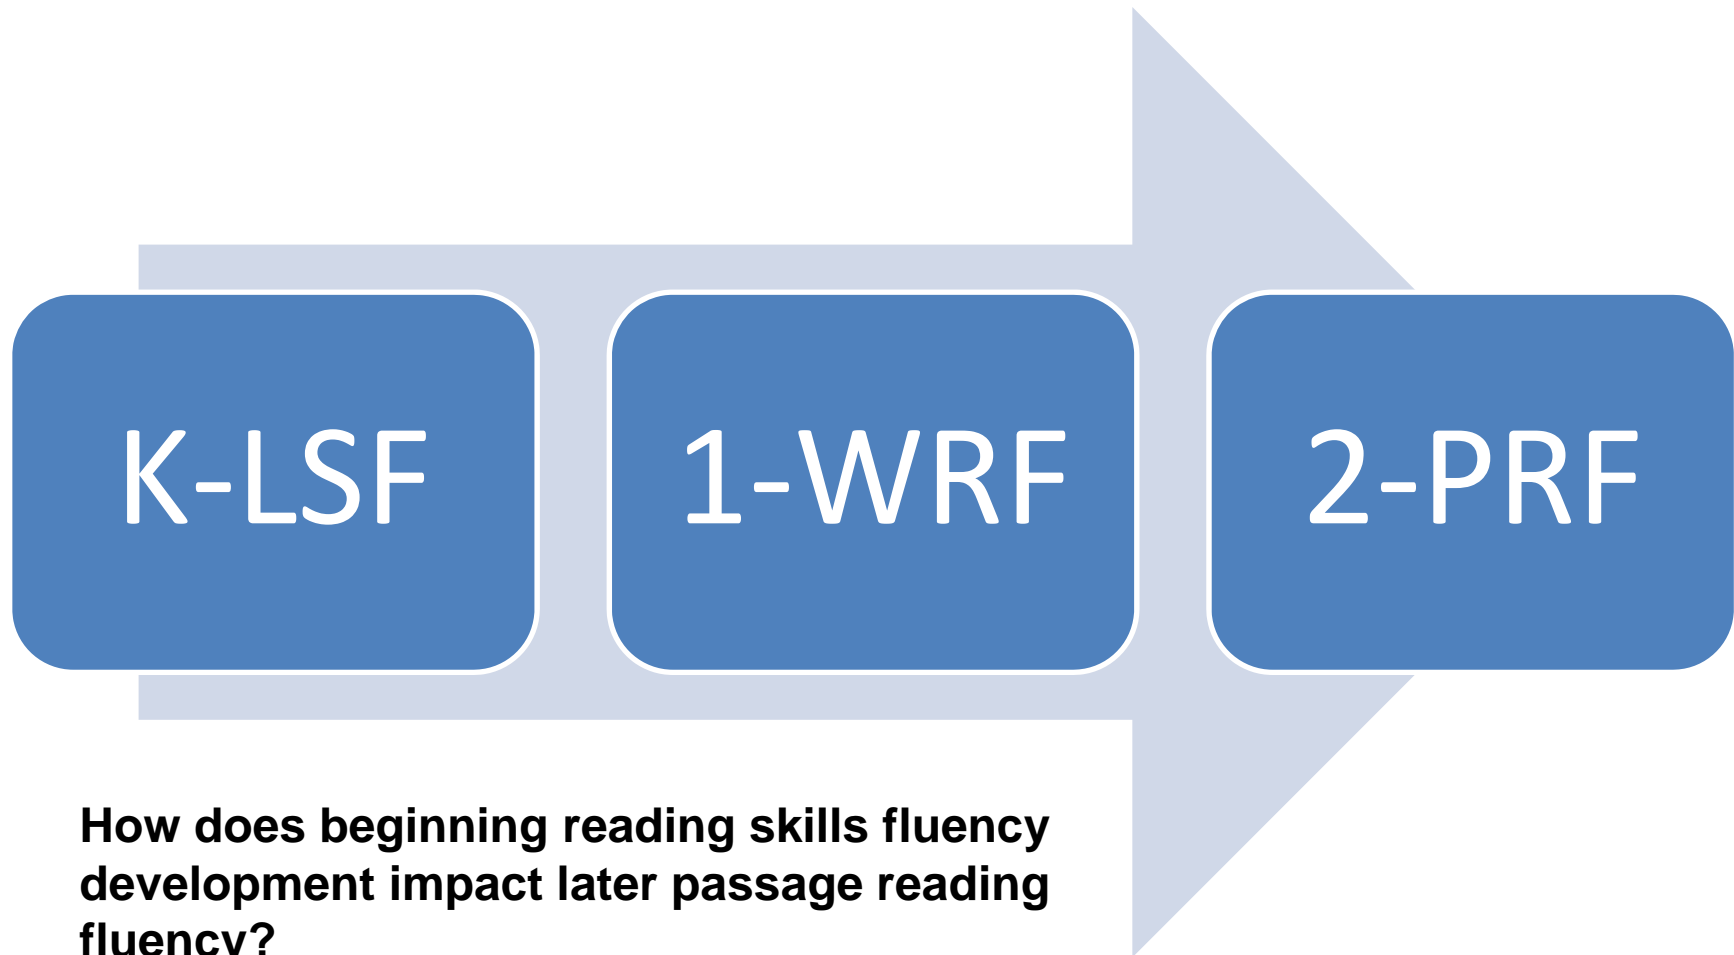 K-LSF
1-WRF
2-PRF
How does beginning reading skills fluency
development impact later passage reading
fluency?